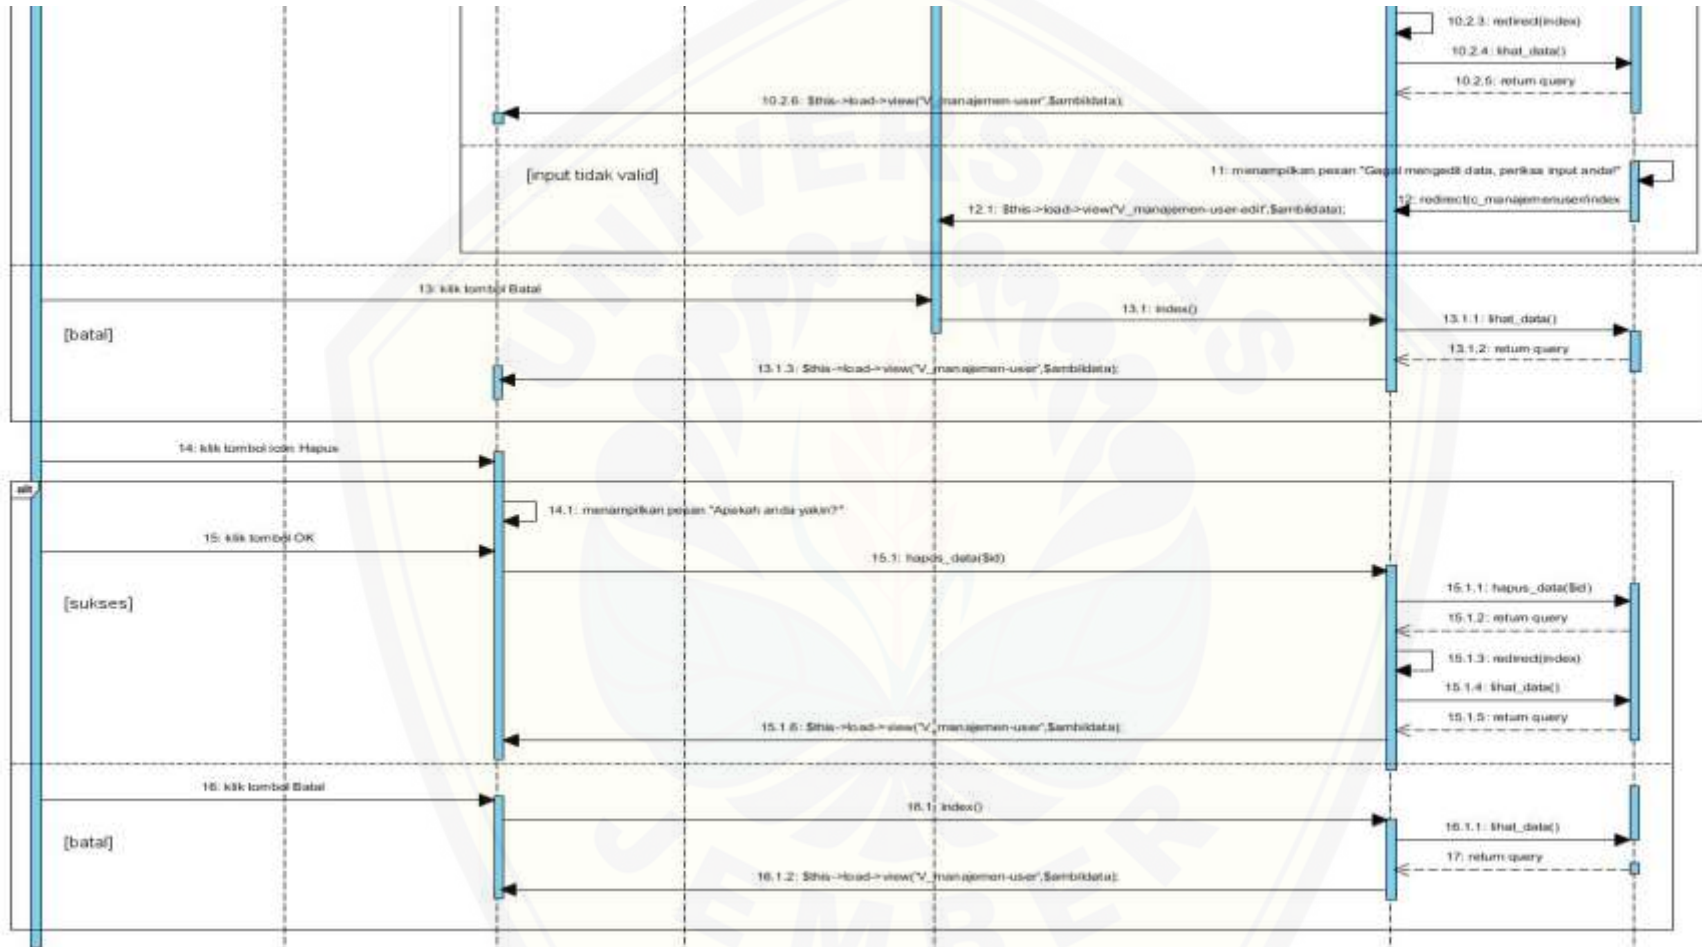 10.2.3: redirect(index)
10.2.4: lihat_data()
10.2.5: return query
10.2.6: $this->load->view("V_manajemen-user",$ambildata);
[input tidak valid]
11: menampilkan pesan "Gagal mengedit data, periksa input anda!"
12: redirect(c_manajemenuser/index
12.1: $this->load->view("V_manajemen-user-edit",$ambildata);
13: klik tombol Batal
13.1: index()
[batal]
13.1.1: lihat_data()
13.1.2: return query
13.1.3: $this->load->view("V_manajemen-user",$ambildata);
14: klik tombol icon Hapus
alt
14.1: menampilkan pesan "Apakah anda yakin?"
15: klik tombol OK
15.1: hapus_data($id)
[sukses]
15.1.1: hapus_data($id)
15.1.2: return query
15.1.3: redirect(index)
15.1.4: lihat_data()
15.1.5: return query
15.1.6: $this->load->view("V_manajemen-user",$ambildata);
16: klik tombol Batal
16.1: index()
[batal]
16.1.1: lihat_data()
17: return query
16.1.2: $this->load->view("V_manajemen-user",$ambildata);
UNIVERSITAS
JEMBER